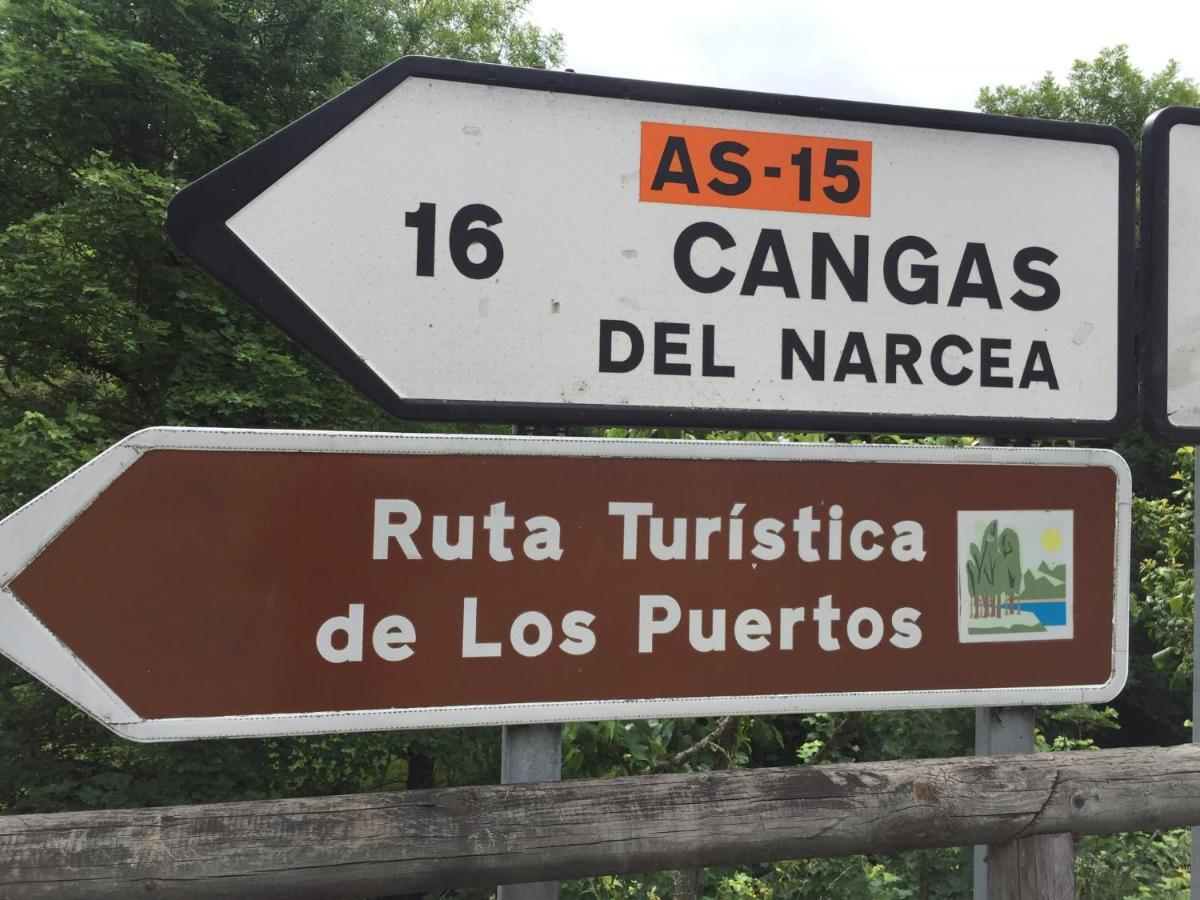 AS-15
16 CANGAS
DEL NARCEA
Ruta Turística
de Los Puertos